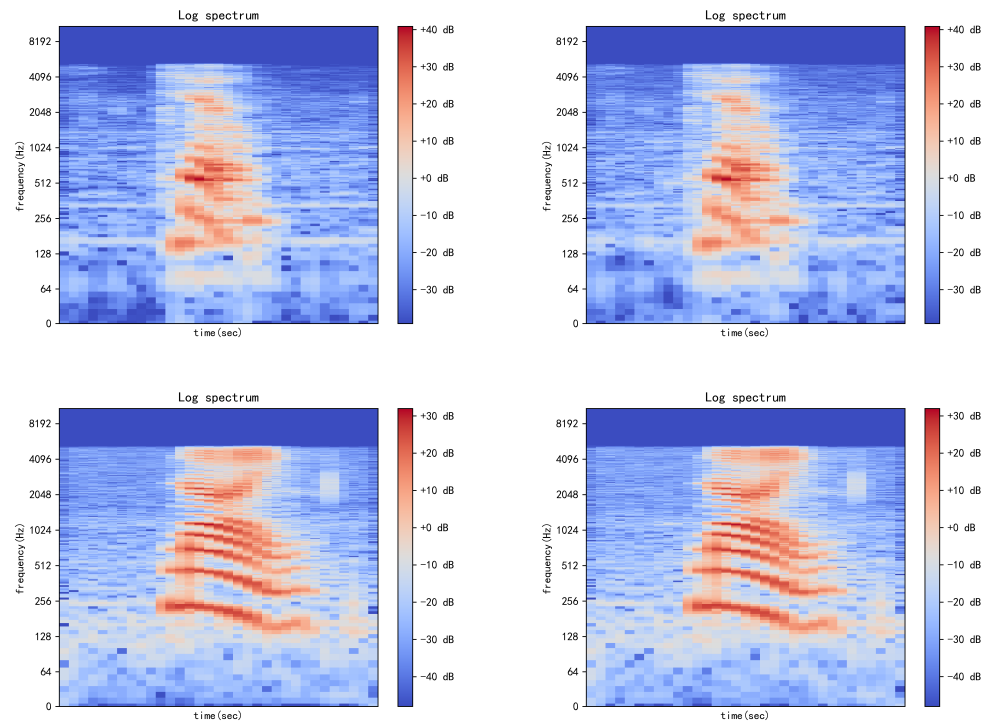 Log spectrum
8192
4096
2048
1024
512
256
128
64
0
frequency(Hz)
time(sec)
+40 dB
+30 dB
+20 dB
+10 dB
+0 dB
−10 dB
−20 dB
−30 dB
Log spectrum
8192
4096
2048
1024
512
256
128
64
0
frequency(Hz)
time(sec)
+40 dB
+30 dB
+20 dB
+10 dB
+0 dB
−10 dB
−20 dB
−30 dB
Log spectrum
8192
4096
2048
1024
512
256
128
64
0
frequency(Hz)
time(sec)
+30 dB
+20 dB
+10 dB
+0 dB
−10 dB
−20 dB
−30 dB
−40 dB
Log spectrum
8192
4096
2048
1024
512
256
128
64
0
frequency(Hz)
time(sec)
+30 dB
+20 dB
+10 dB
+0 dB
−10 dB
−20 dB
−30 dB
−40 dB